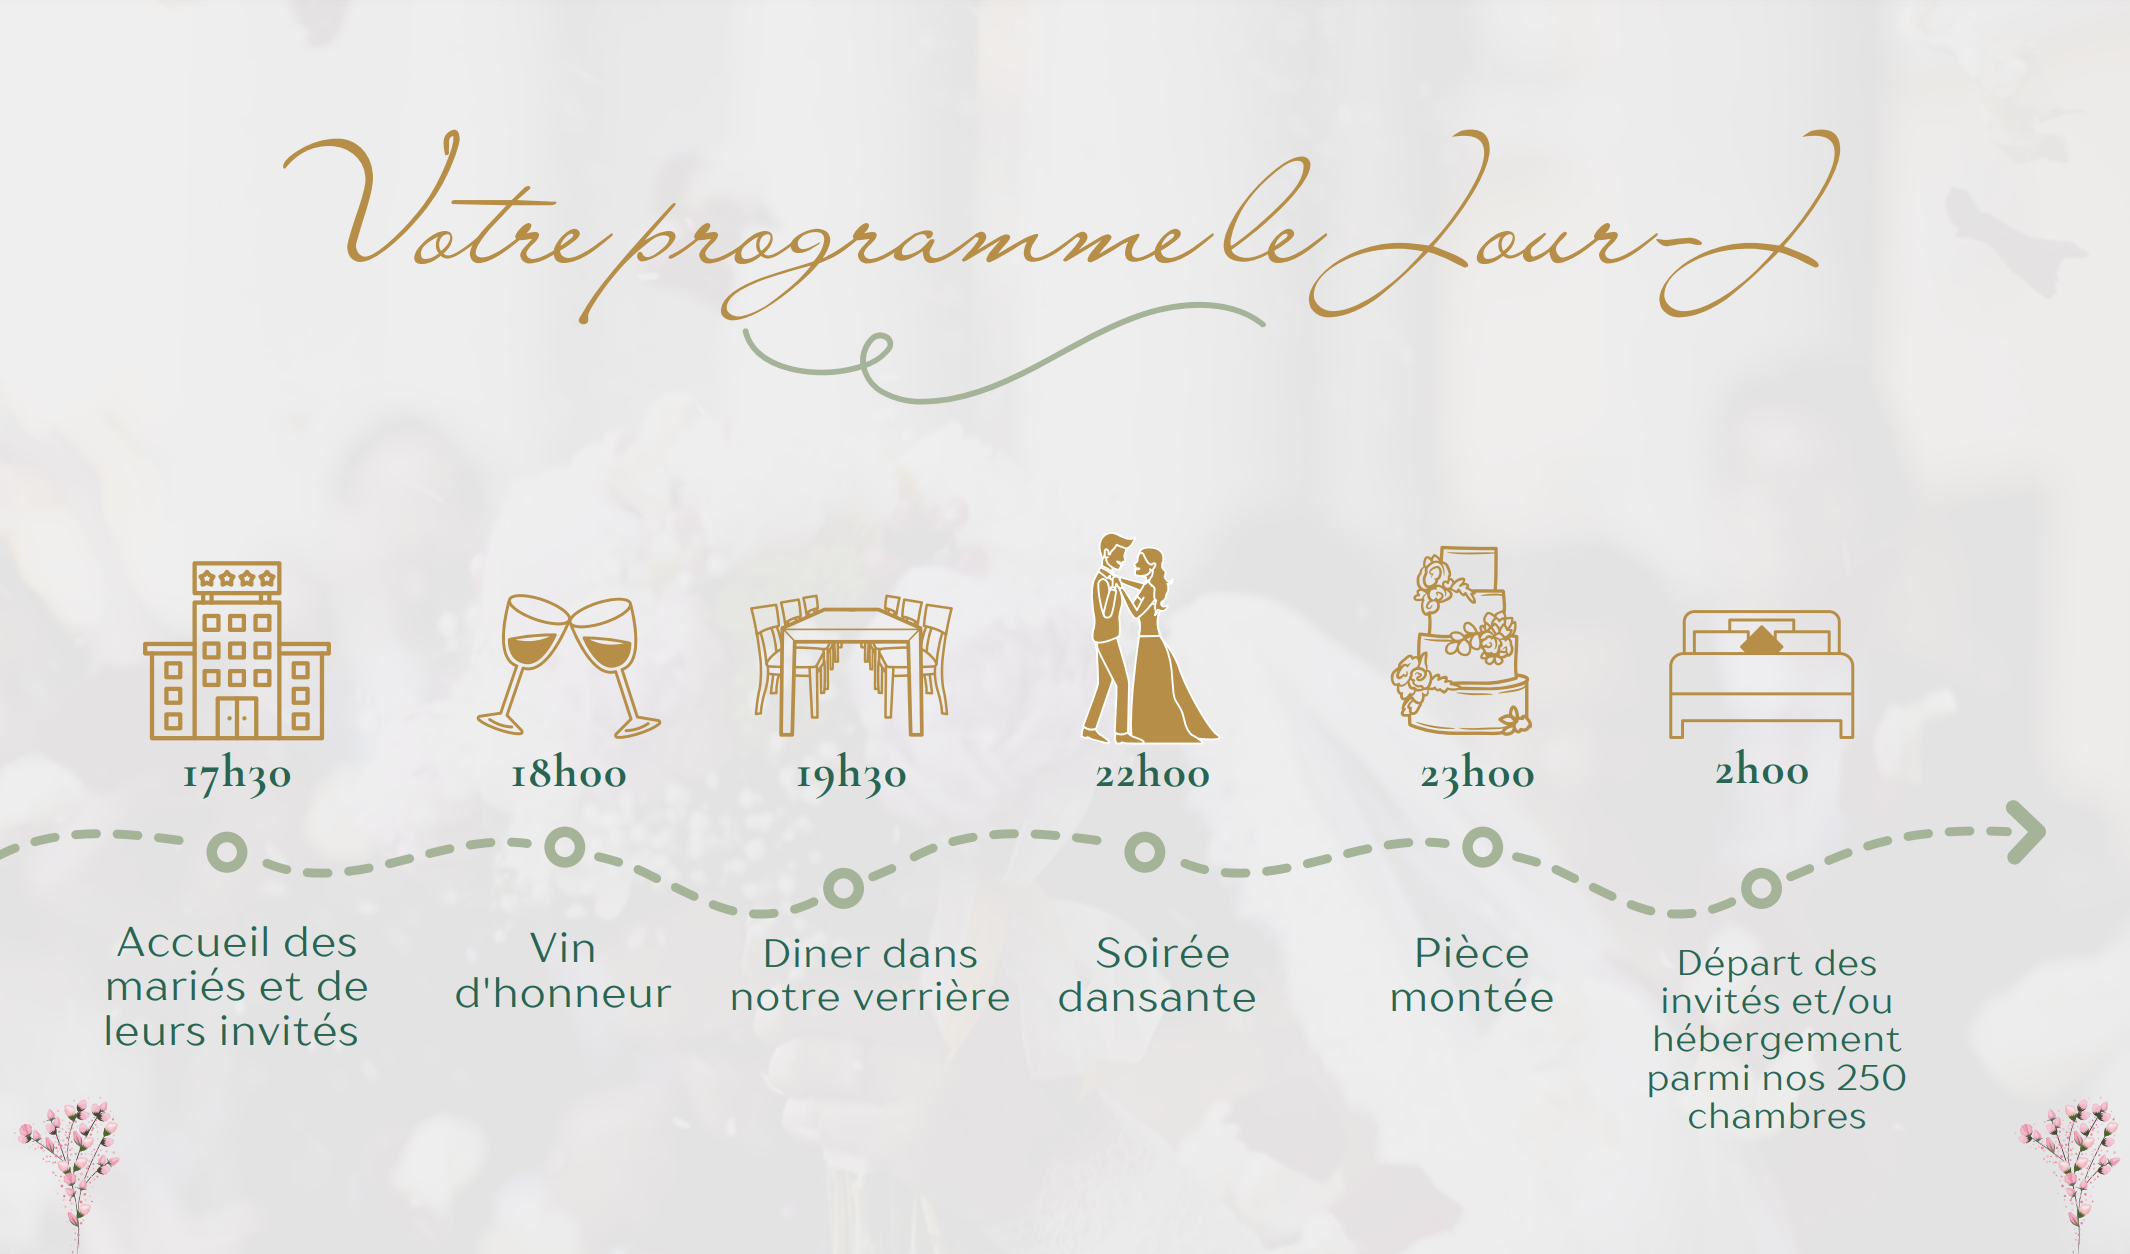 Votre programme le Jour-J
17h30
18h00
19h30
22h00
23h00
2h00
Accueil des
mariés et de
leurs invités
Vin
d'honneur
Diner dans
notre verrière
Soirée
dansante
Pièce
montée
Départ des
invités et/ou
hébergement
parmi nos 250
chambres